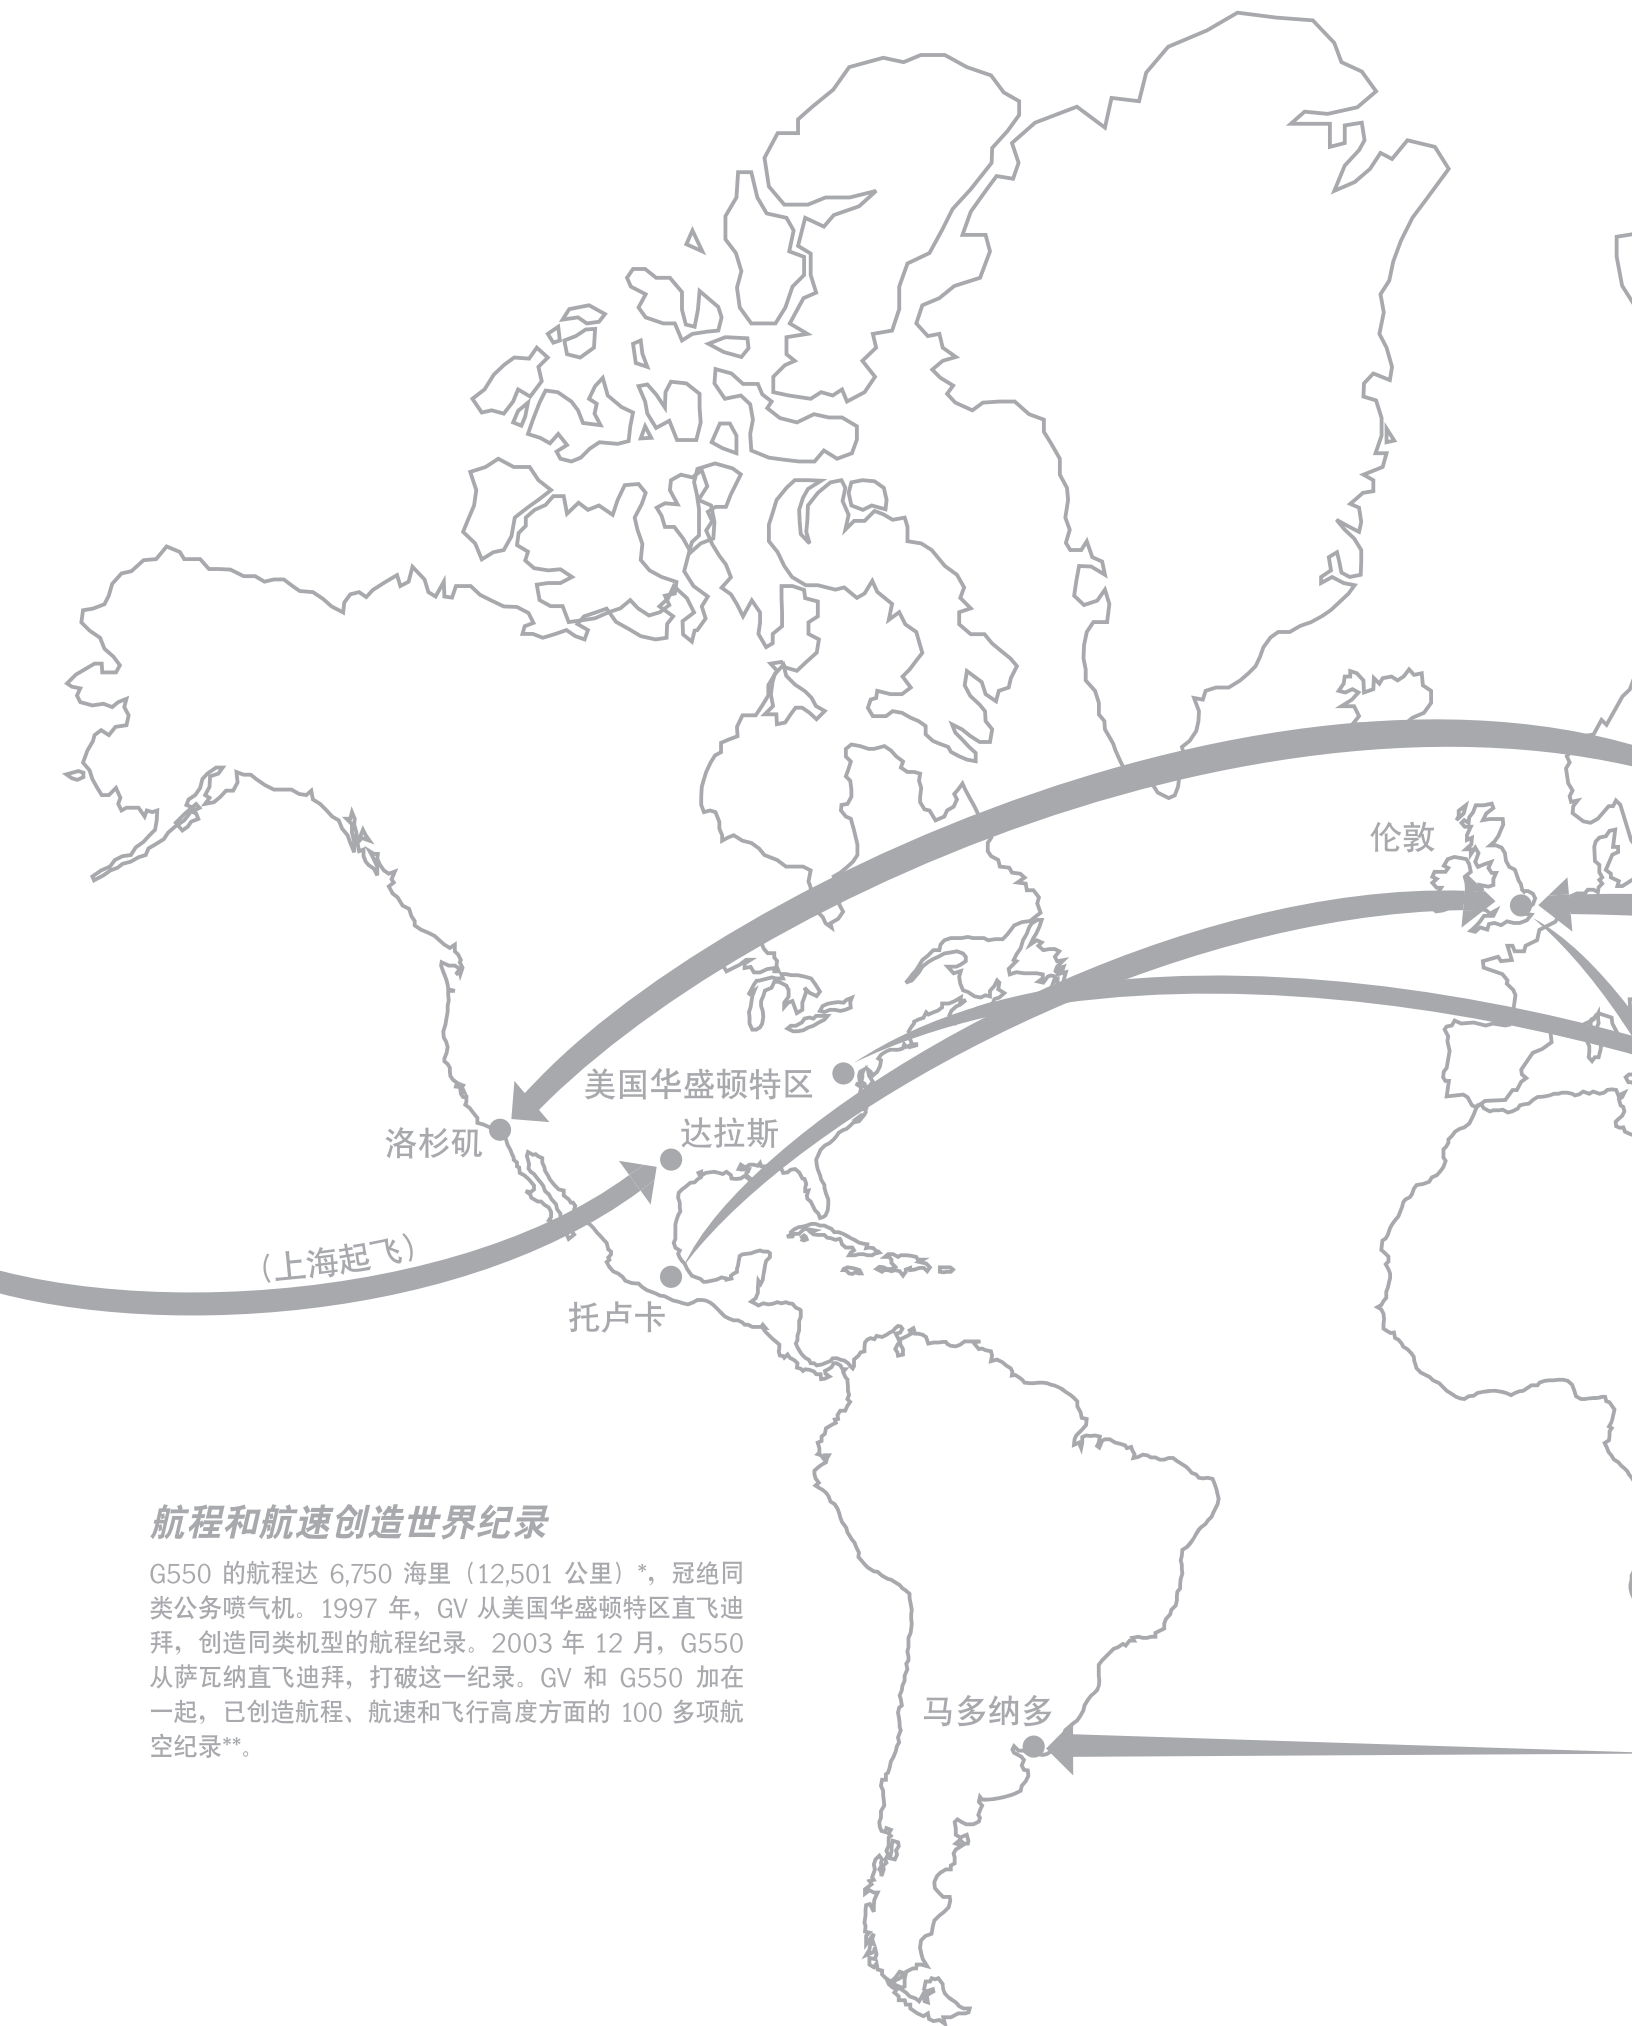 伦敦
美国华盛顿特区
达拉斯
洛杉矶
（上海起飞）
托卢卡
航程和航速创造世界纪录
G550 的航程达 6,750 海里（12,501 公里）*，冠绝同
类公务喷气机。1997 年，GV 从美国华盛顿特区直飞迪
拜，创造同类机型的航程纪录。2003 年 12 月，G550
从萨瓦纳直飞迪拜，打破这一纪录。GV 和 G550 加在
一起，已创造航程、航速和飞行高度方面的 100 多项航
空纪录**。
马多纳多